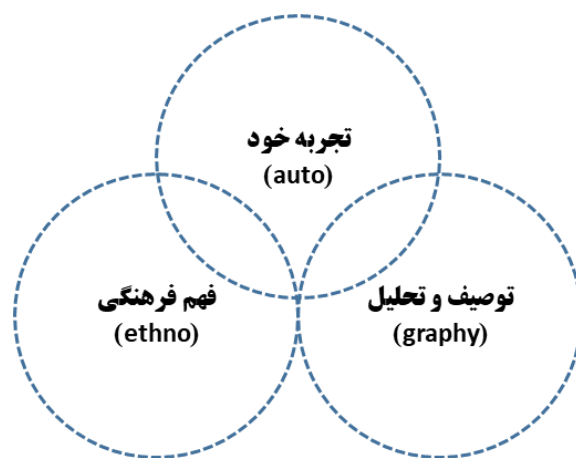 تجربه خود
(auto)
فهم فرهنگی
(ethno)
توصیف و تحلیل
(graphy)